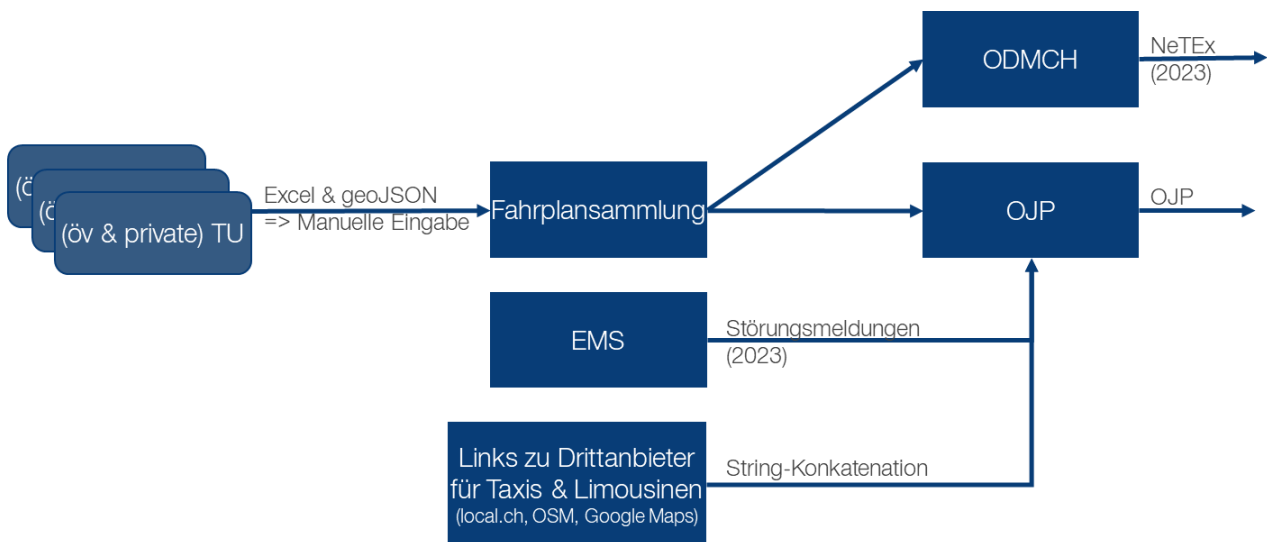 ODMCH
NeTEx
(2023)
(ö
(ö
(öv & private) TU
Excel & geoJSON
=> Manuelle Eingabe
Fahrplansammlung
OJP
OJP
EMS
Störungsmeldungen
(2023)
Links zu Drittanbieter
für Taxis & Limousinen
(local.ch, OSM, Google Maps)
String-Konkatenation